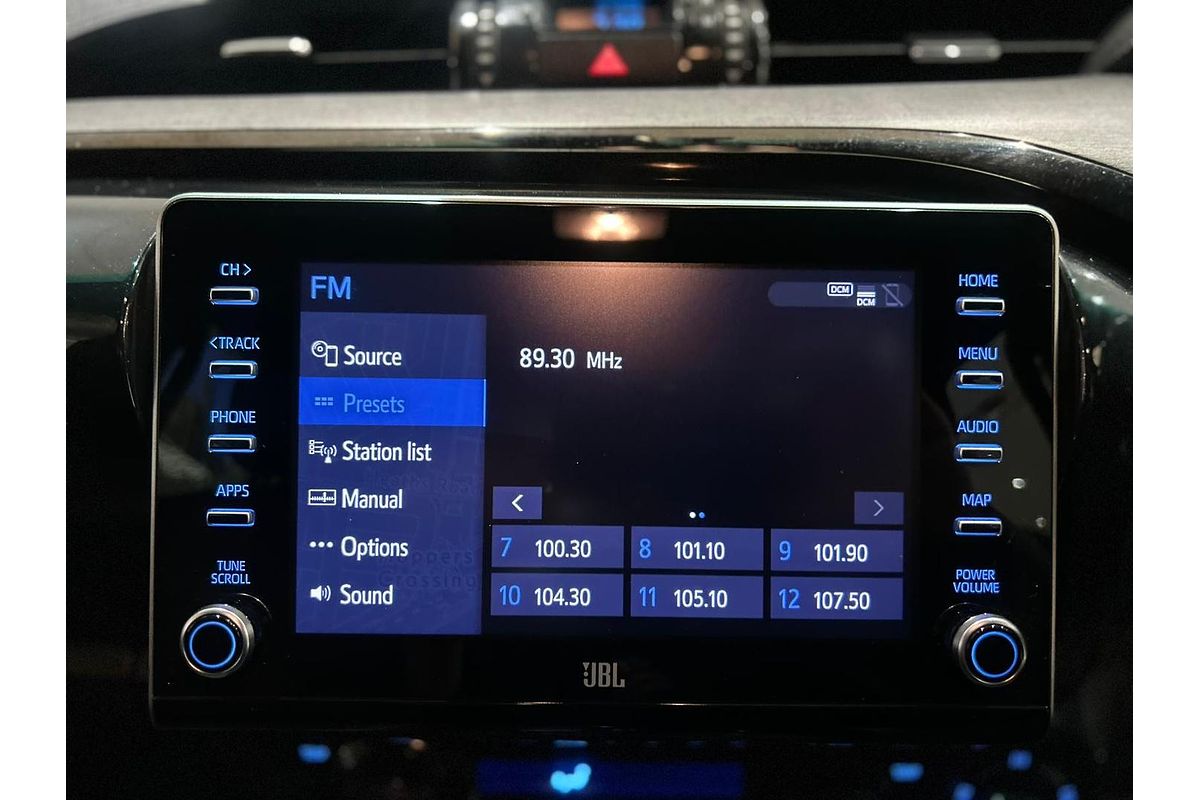 CH >
< TRACK
PHONE
APPS
TUNE
SCROLL
FM
DCM
DCM
Source
Presets
Station list
Manual
Options
Sound
89.30 MHz
<
>
7 100.30
8 101.10
9 101.90
10 104.30
11 105.10
12 107.50
HOME
MENU
AUDIO
MAP
POWER
VOLUME
JBL